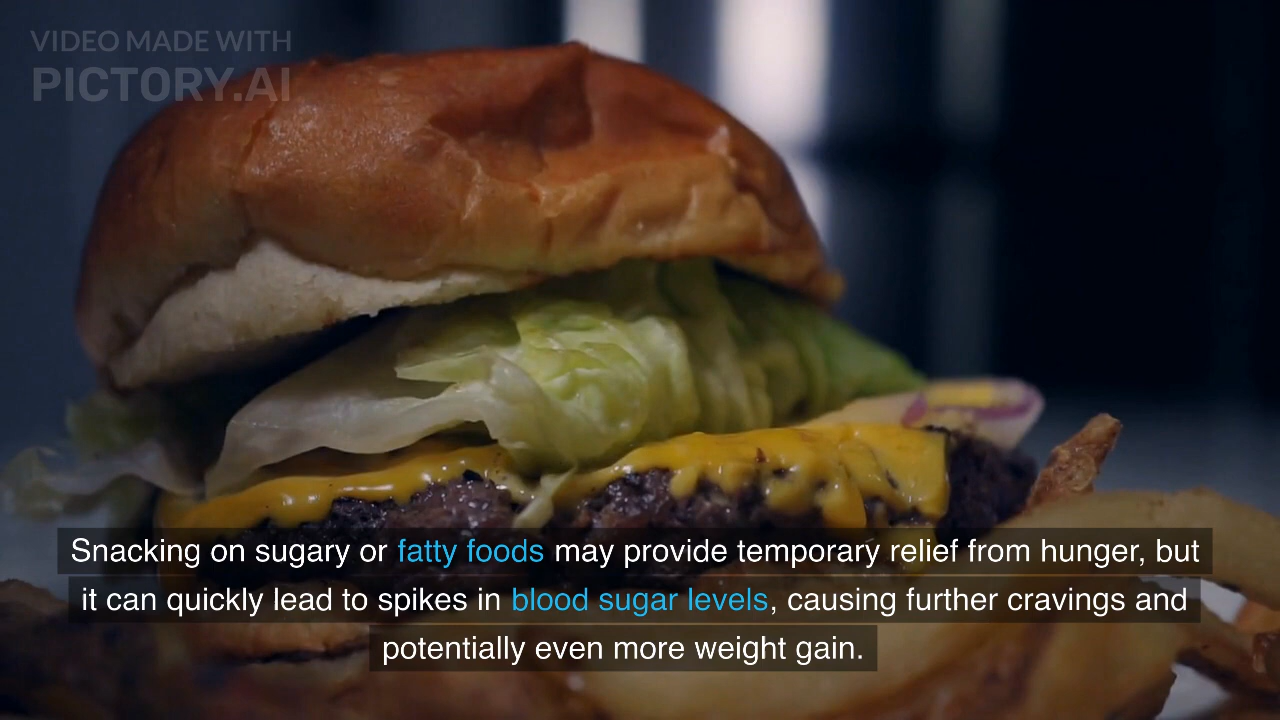 VIDEO MADE WITH
PICTORY.AI
Snacking on sugary or fatty foods may provide temporary relief from hunger, but
it can quickly lead to spikes in blood sugar levels, causing further cravings and
potentially even more weight gain.